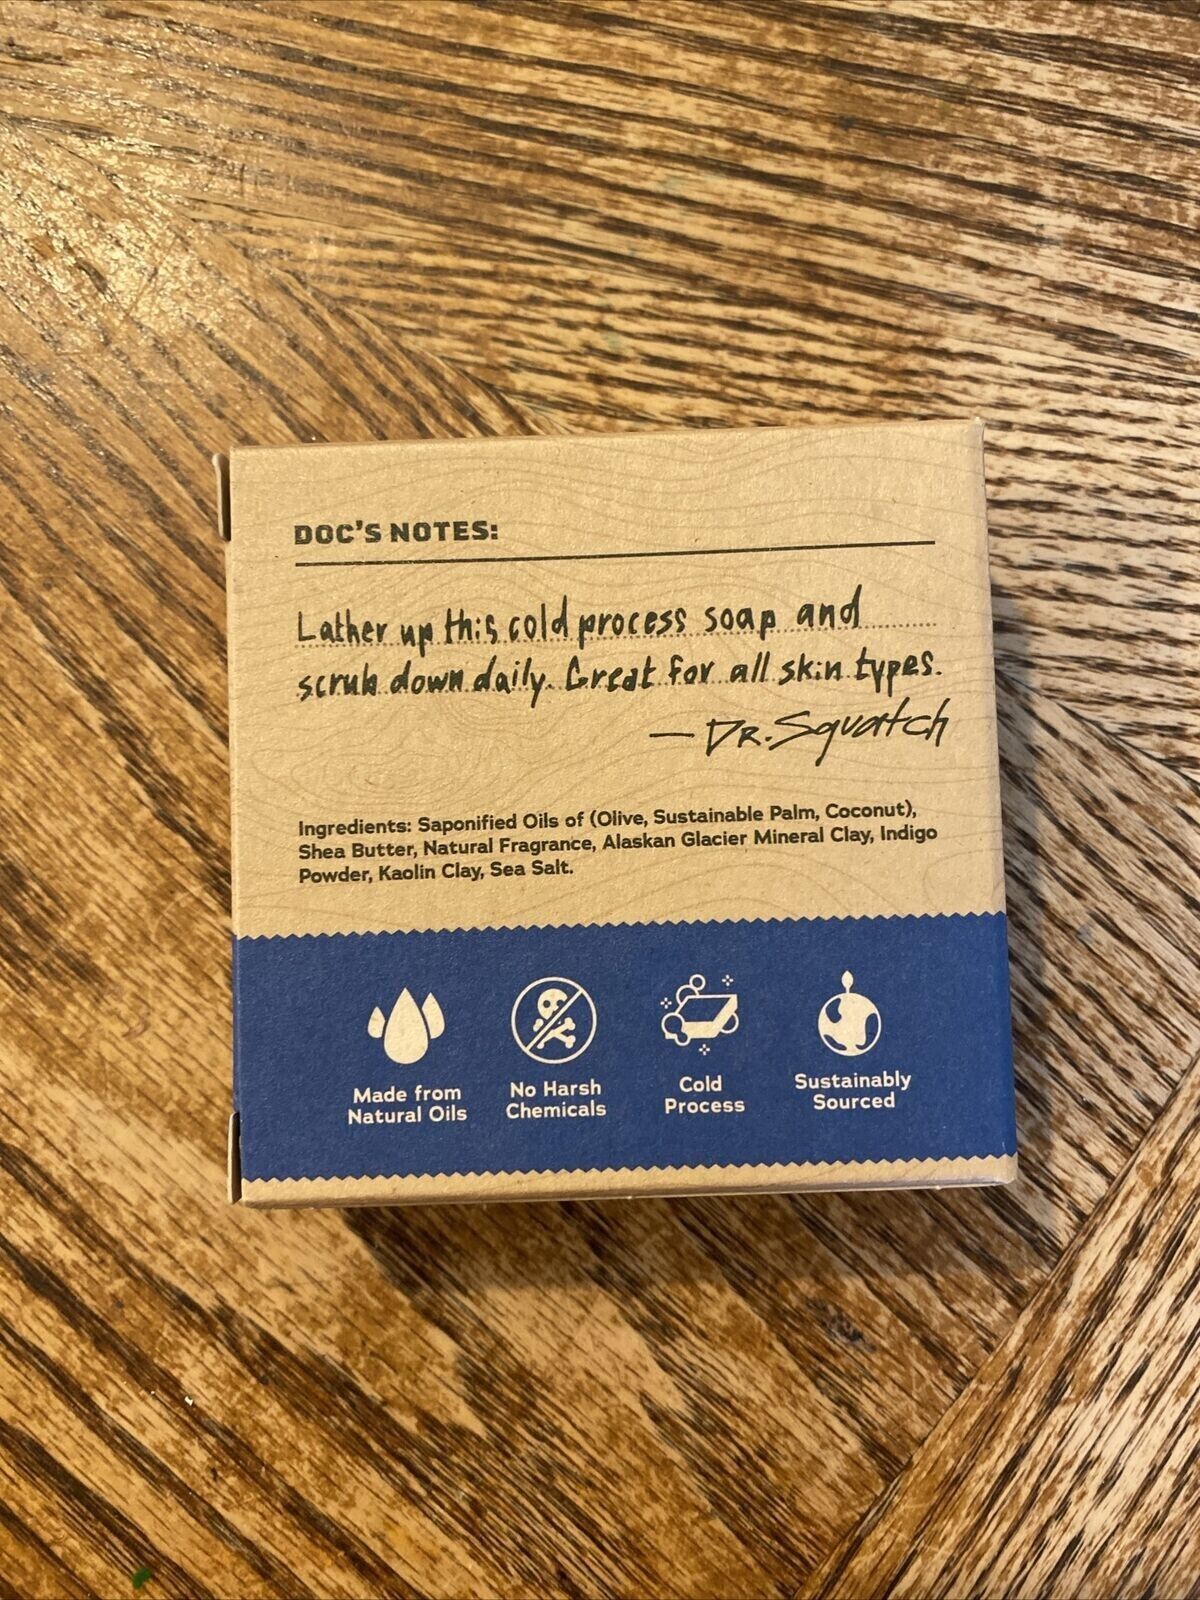 DOC'S NOTES:
Lather up this cold process soap and
scrub down daily. Great for all skin types.
— DR. Squatch
Ingredients: Saponified Oils of (Olive, Sustainable Palm, Coconut),
Shea Butter, Natural Fragrance, Alaskan Glacier Mineral Clay, Indigo
Powder, Kaolin Clay, Sea Salt.
Made from
Natural Oils
No Harsh
Chemicals
Cold
Process
Sustainably
Sourced